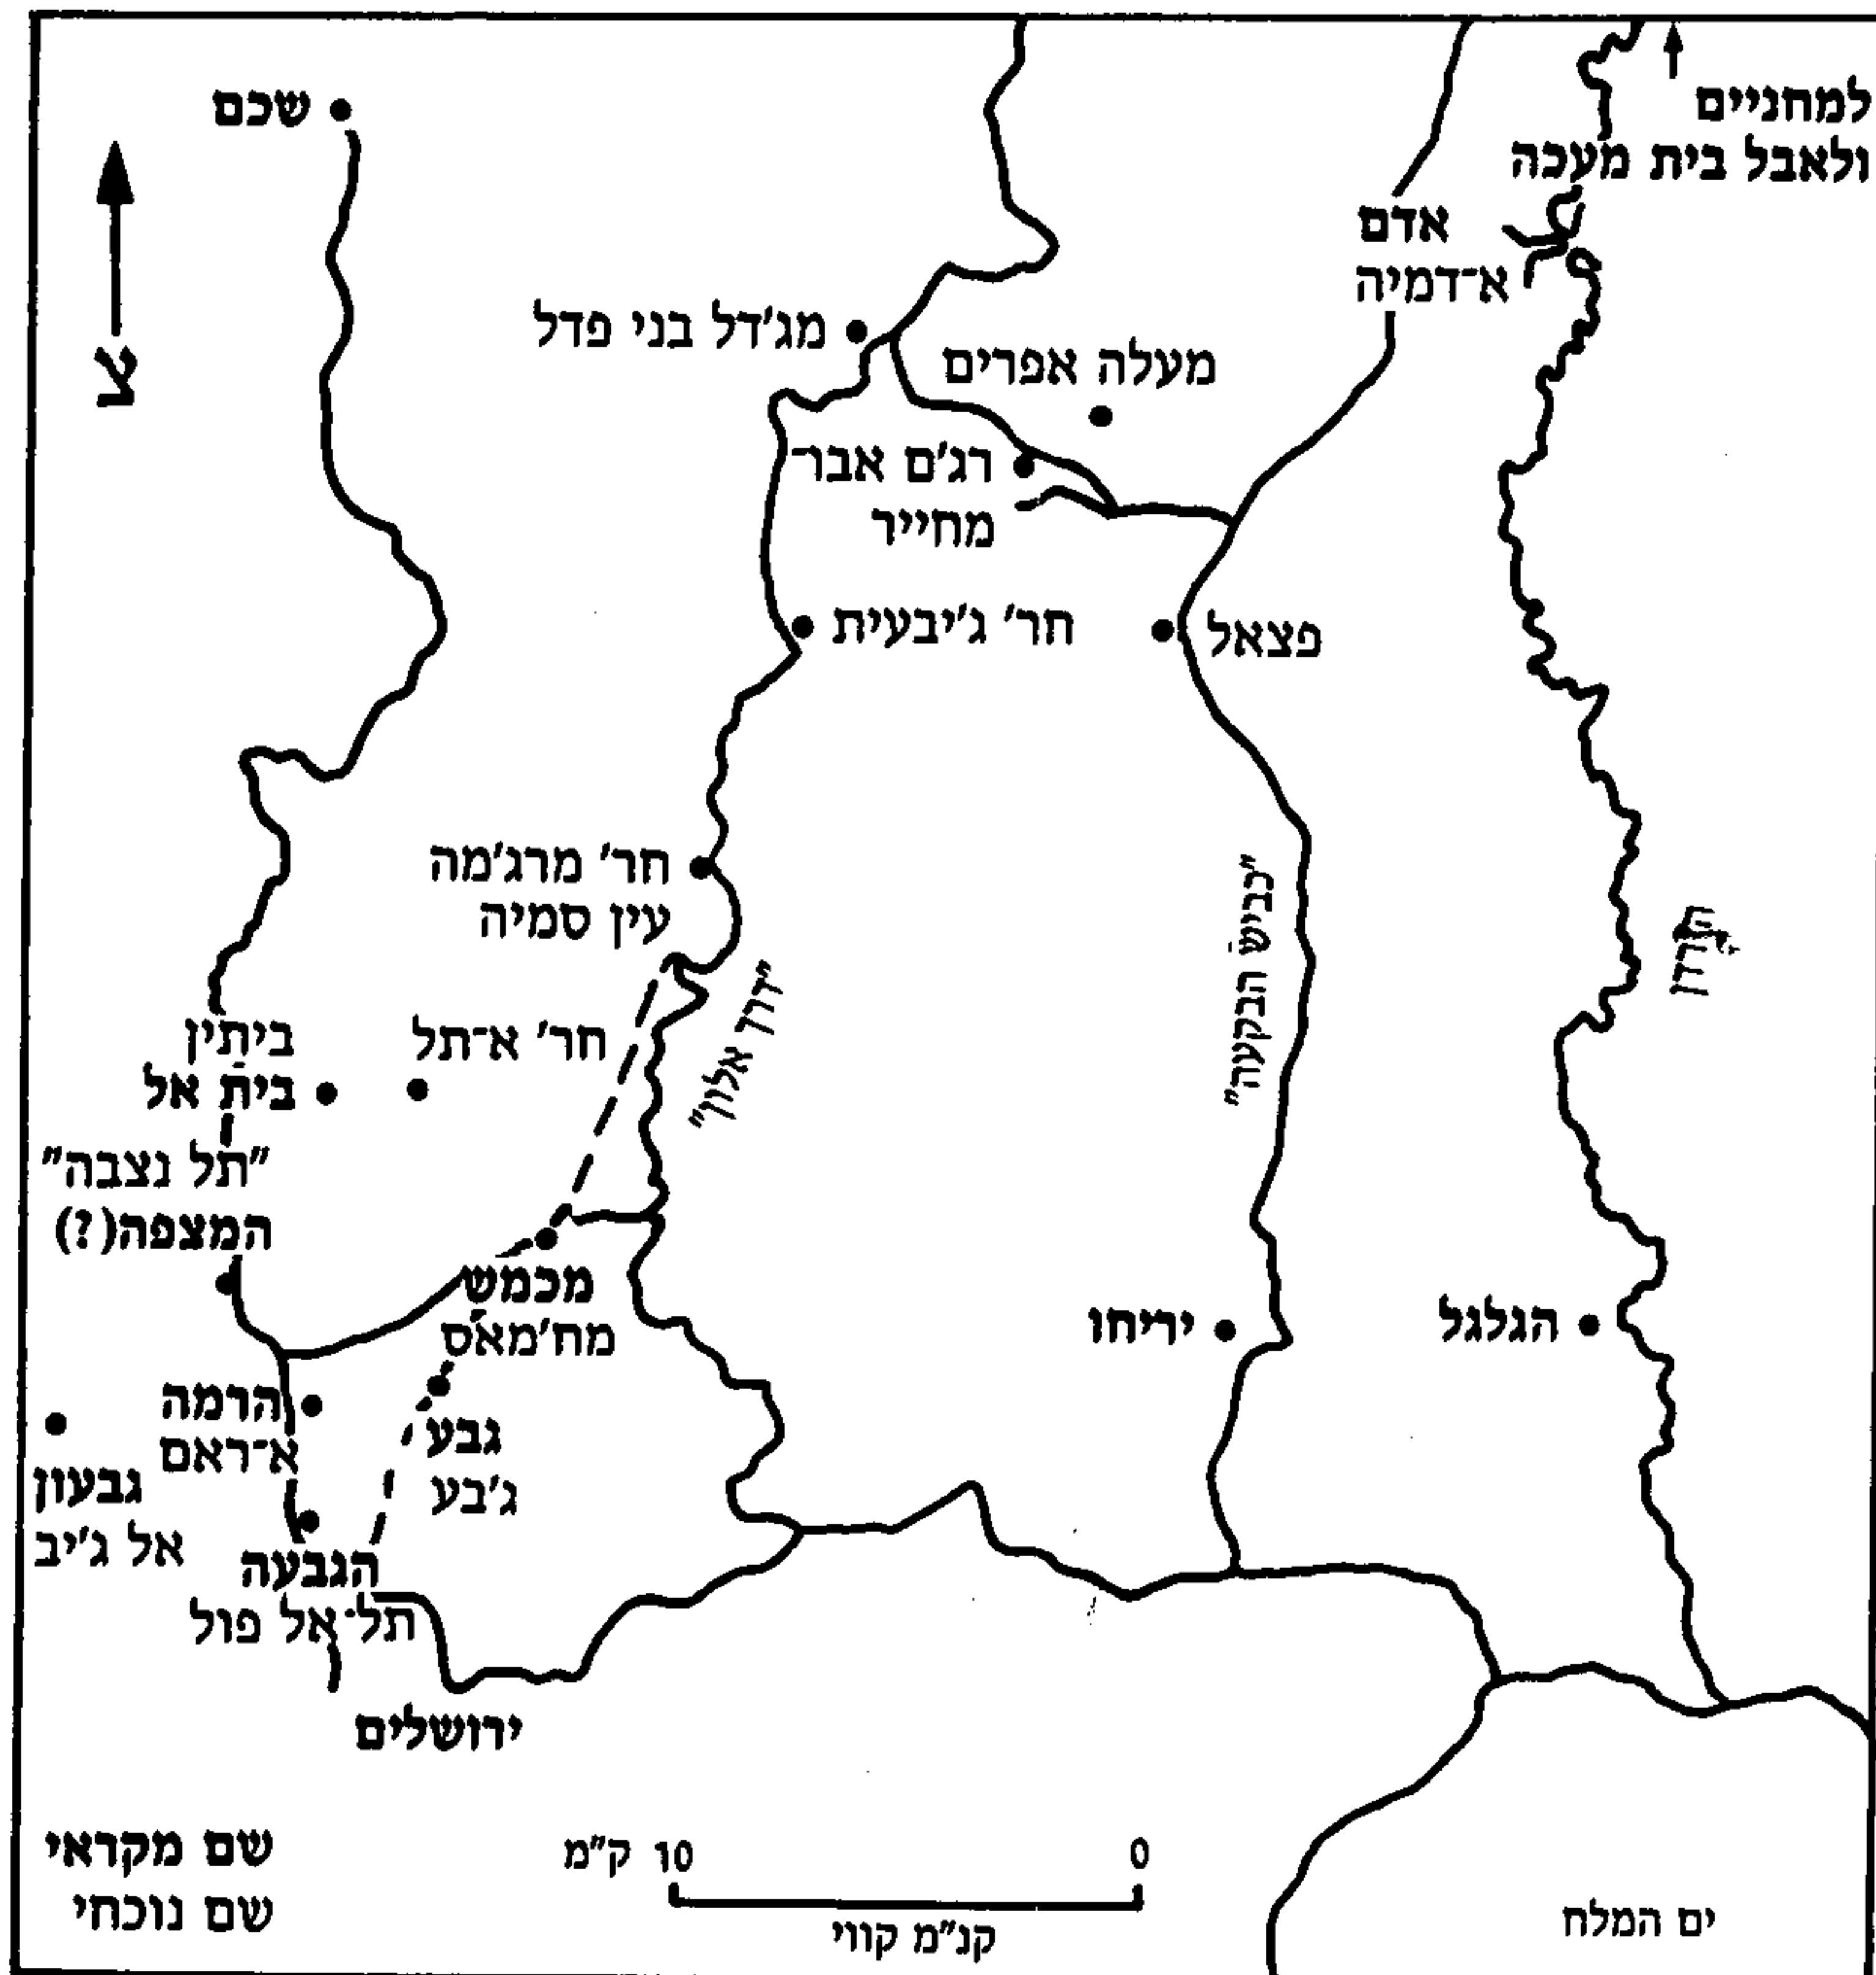 שכם
למחניים
ולאבל בית מעכה
אדם
א־דמיה
צ
מג'דל בני פדל
מעלה אפרים
רג'ם אבו־
מחייר
חר' ג'יבעית
פצאל
חר' מרג'מה
עין סמיה
"דרך אלון"
"כביש הבקעה"
הירדן
ביתין
בית אל
חר' א־תל
"תל נצבה"
המצפה(?)
מכמש
מח'מאס
יריחו
הגלגל
הרמה
א־ראם
גבע
ג'בע
גבעון
אל ג'יב
הגבעה
תל־אל פול
ירושלים
שם מקראי
שם נוכחי
10 ק"מ
0
קנ"מ קווי
ים המלח